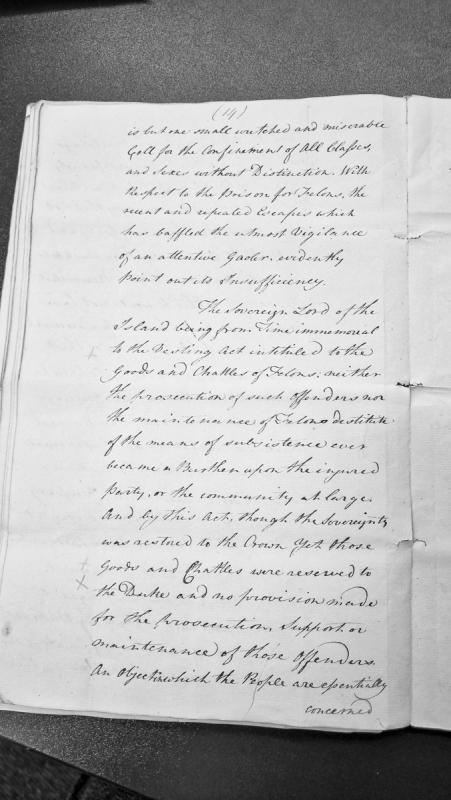 (14)
is but one small wretched and miserable
Goal for the Confinement of All Classes,
and Sexes without Distinction. With
Respect to the Prison for Felons, the
recent and repeated Escapes which
has baffled the utmost Vigilance
of an attentive Gaoler. evidently
point out its Insufficiency.
The Sovereign Lord of the
Island being from Time immemorial
to the Vesting Act intituled to the
Goods and Chattles of Felons; neither
the prosecution of such Offenders nor
the maintenance of Felons destitute
of the means of subsistence ever
became a Burthen upon the injured
party, or the community at large.
And by this Act, though the Sovereignty
was restored to the Crown Yet those
Goods and Chattles were reserved to
the Duke and no provision made
for the prosecution, Support or
maintenance of those Offenders.
An Object in which the People are essentially
concerned